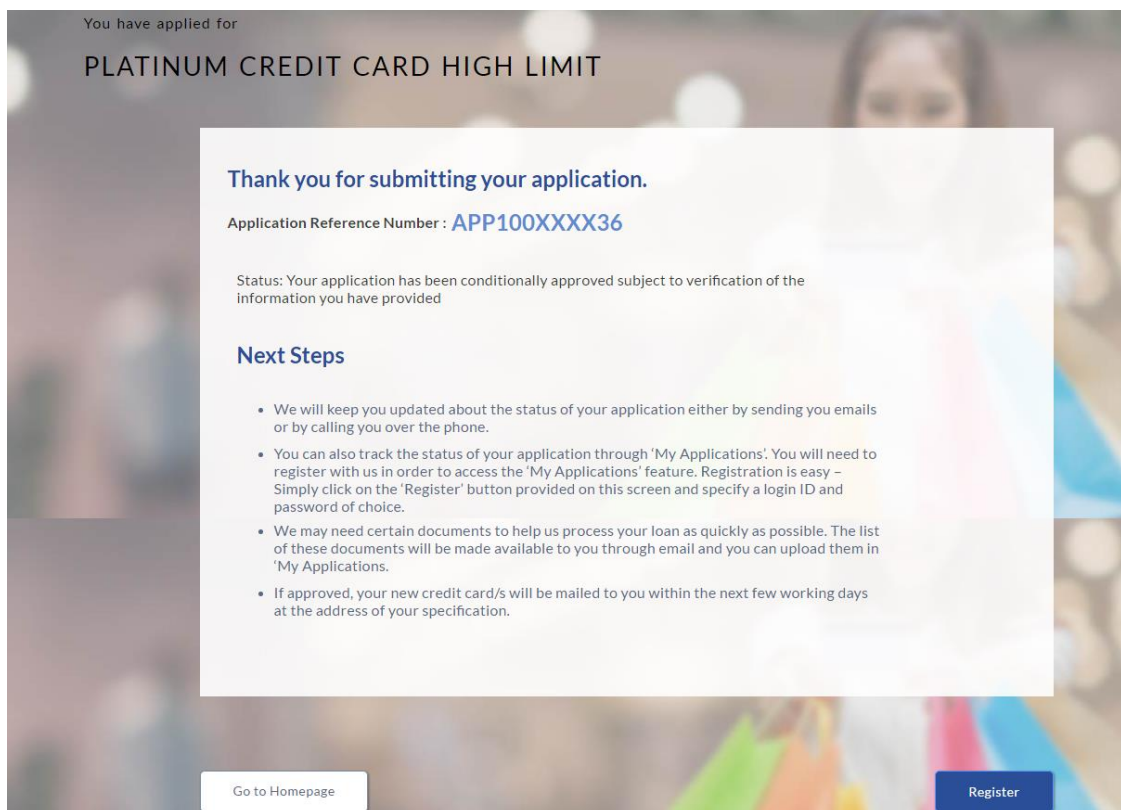 You have applied for
PLATINUM CREDIT CARD HIGH LIMIT
Thank you for submitting your application.
Application Reference Number : APP100XXXX36
Status: Your application has been conditionally approved subject to verification of the
information you have provided
Next Steps
• We will keep you updated about the status of your application either by sending you emails
or by calling you over the phone.
• You can also track the status of your application through ‘My Applications’. You will need to
register with us in order to access the ‘My Applications’ feature. Registration is easy –
Simply click on the ‘Register’ button provided on this screen and specify a login ID and
password of choice.
• We may need certain documents to help us process your loan as quickly as possible. The list
of these documents will be made available to you through email and you can upload them in
‘My Applications.
• If approved, your new credit card/s will be mailed to you within the next few working days
at the address of your specification.
Go to Homepage
Register